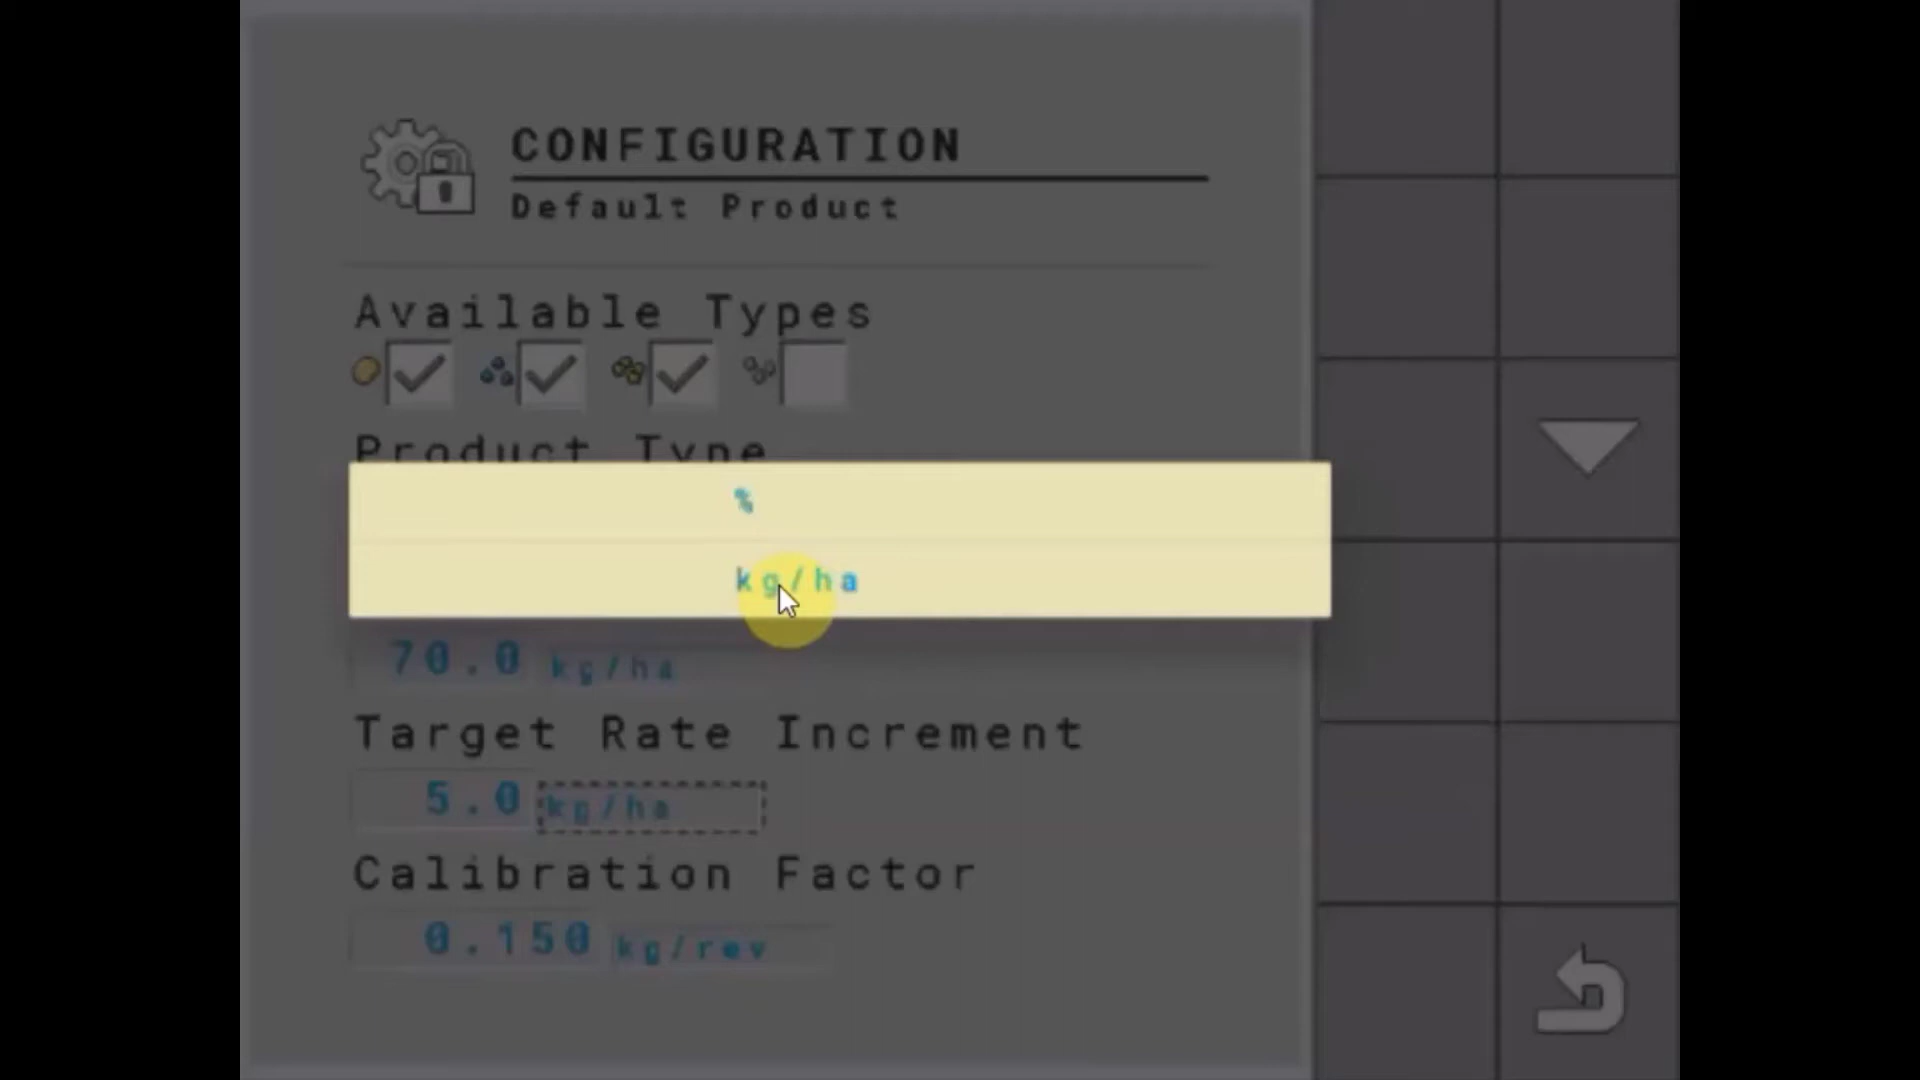 CONFIGURATION
Default Product
Available Types
Product Type
%
kg/ha
70.0 kg/ha
Target Rate Increment
5.0 kg/ha
Calibration Factor
0.150 kg/rev